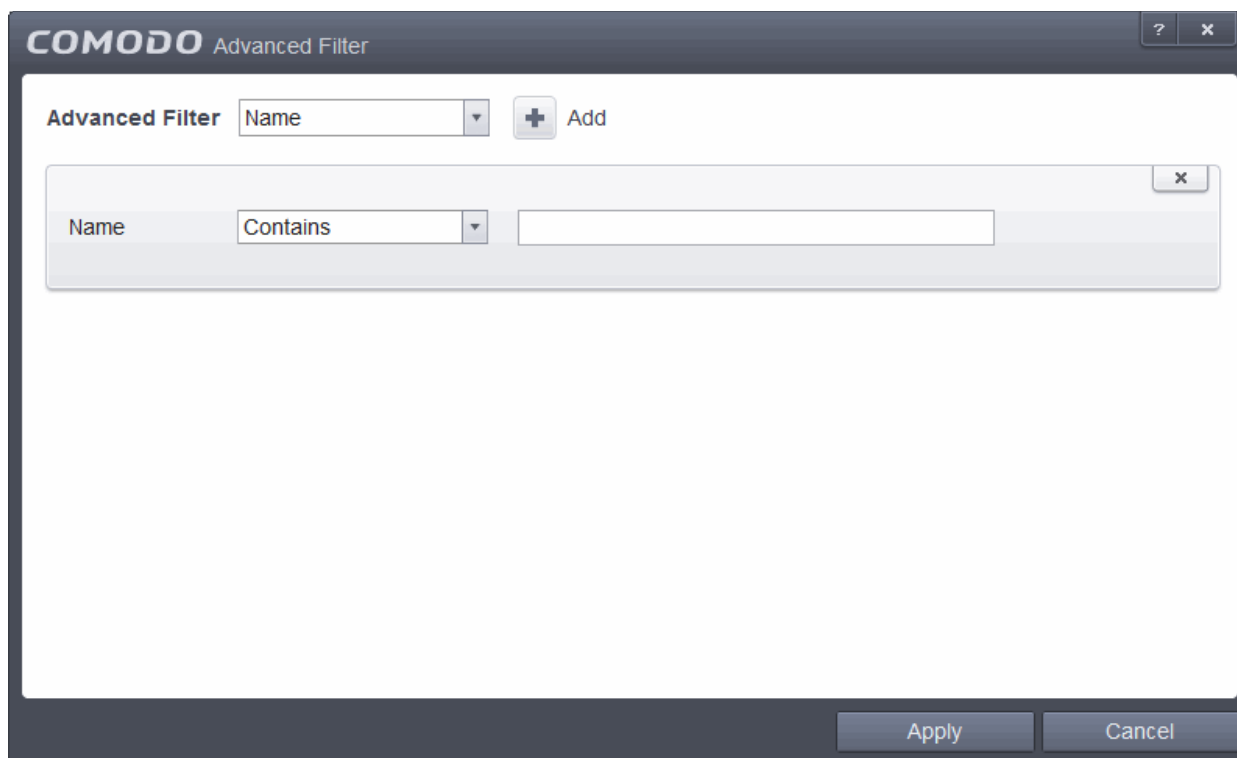 COMODO Advanced Filter ? x
Advanced Filter Name + Add
x
Name Contains
Apply Cancel